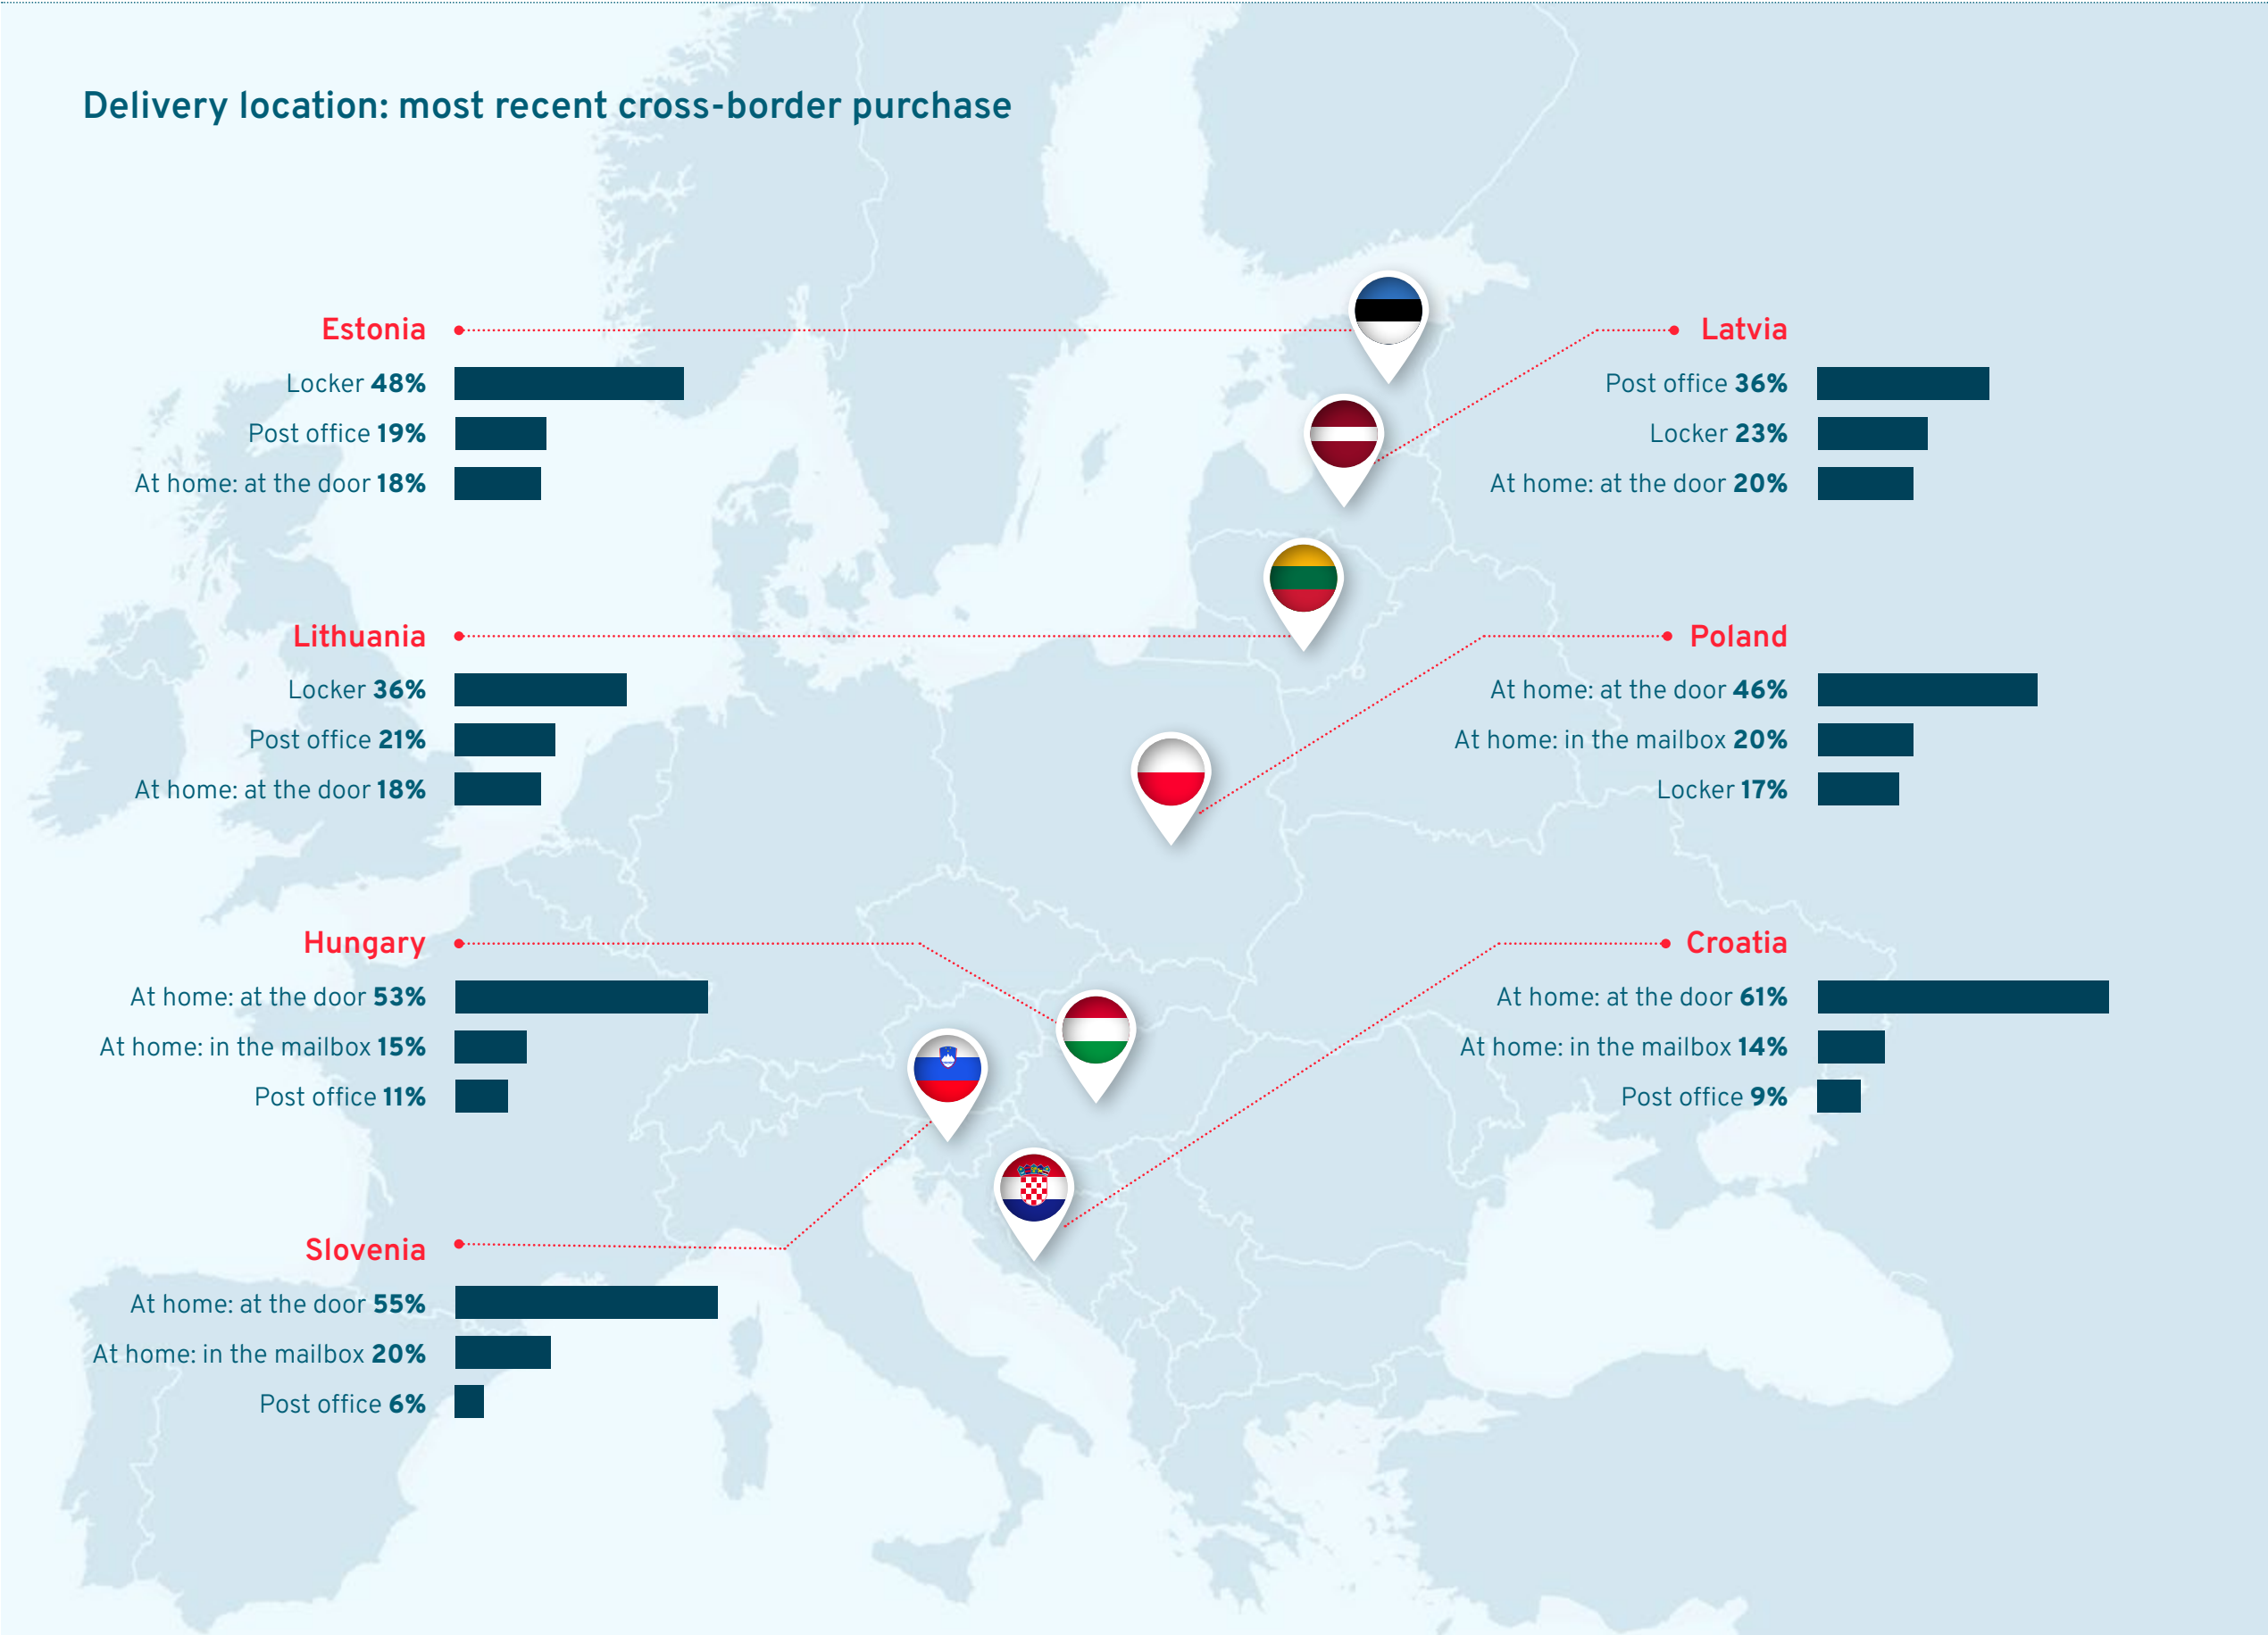 Delivery location: most recent cross-border purchase
Estonia
Locker 48%
Post office 19%
At home: at the door 18%
Latvia
Post office 36%
Locker 23%
At home: at the door 20%
Lithuania
Locker 36%
Post office 21%
At home: at the door 18%
Poland
At home: at the door 46%
At home: in the mailbox 20%
Locker 17%
Hungary
At home: at the door 53%
At home: in the mailbox 15%
Post office 11%
Croatia
At home: at the door 61%
At home: in the mailbox 14%
Post office 9%
Slovenia
At home: at the door 55%
At home: in the mailbox 20%
Post office 6%